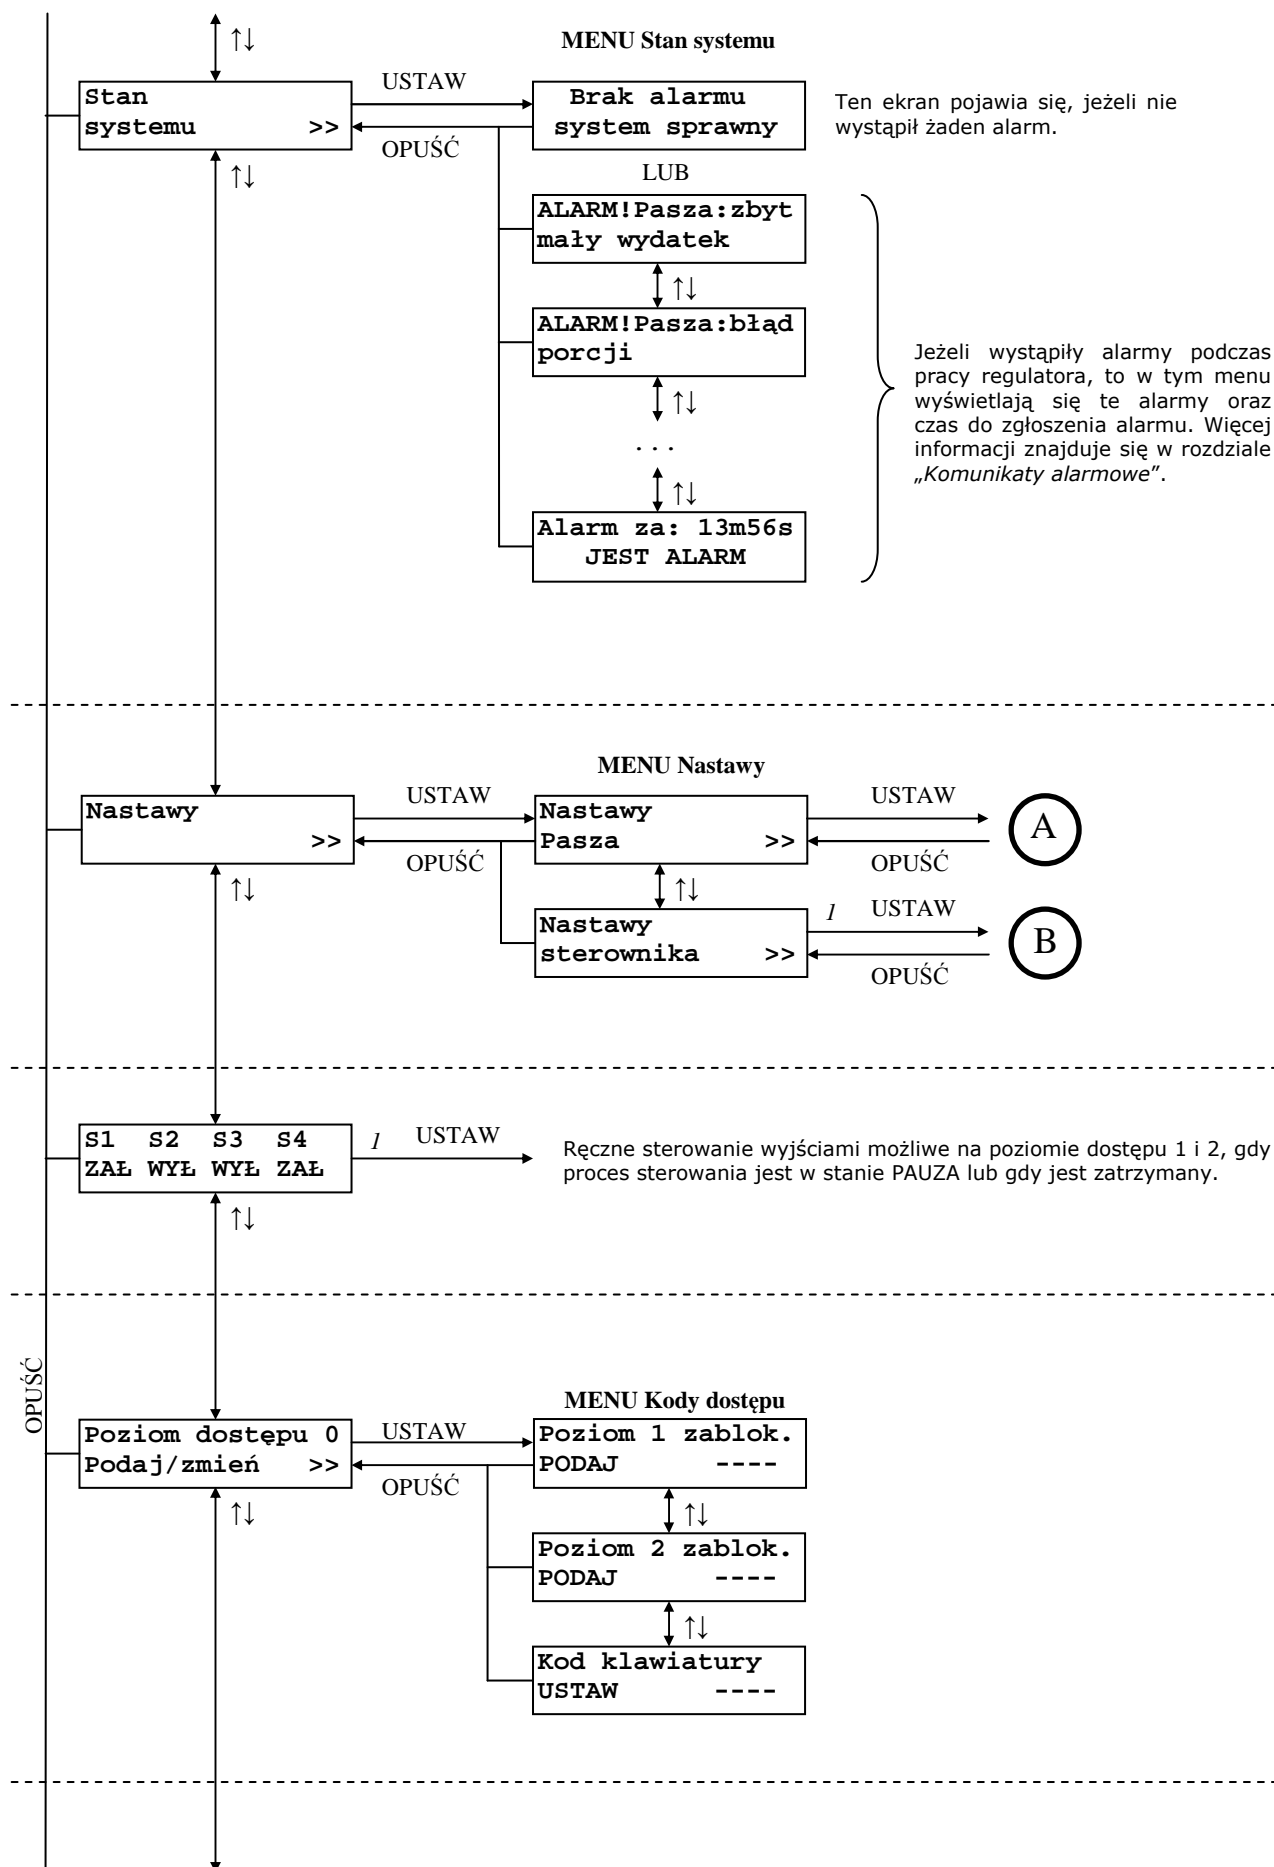 ↑↓
MENU Stan systemu
Stan
systemu >>
USTAW
OPUŚĆ
Brak alarmu
system sprawny
Ten ekran pojawia się, jeżeli nie
wystąpił żaden alarm.
↑↓
LUB
ALARM!Pasza:zbyt
mały wydatek
↑↓
ALARM!Pasza:błąd
porcji
↑↓
...
↑↓
Alarm za: 13m56s
JEST ALARM
Jeżeli wystąpiły alarmy podczas
pracy regulatora, to w tym menu
wyświetlają się te alarmy oraz
czas do zgłoszenia alarmu. Więcej
informacji znajduje się w rozdziale
„Komunikaty alarmowe”.
MENU Nastawy
Nastawy
>>
USTAW
OPUŚĆ
Nastawy
Pasza >>
USTAW
OPUŚĆ
A
↑↓
↑↓
Nastawy
sterownika >>
1 USTAW
OPUŚĆ
B
S1 S2 S3 S4
ZAŁ WYŁ WYŁ ZAŁ
1 USTAW
Ręczne sterowanie wyjściami możliwe na poziomie dostępu 1 i 2, gdy
proces sterowania jest w stanie PAUZA lub gdy jest zatrzymany.
↑↓
OPUŚĆ
MENU Kody dostępu
Poziom dostępu 0
Podaj/zmień >>
USTAW
OPUŚĆ
Poziom 1 zablok.
PODAJ ----
↑↓
↑↓
Poziom 2 zablok.
PODAJ ----
↑↓
Kod klawiatury
USTAW ----